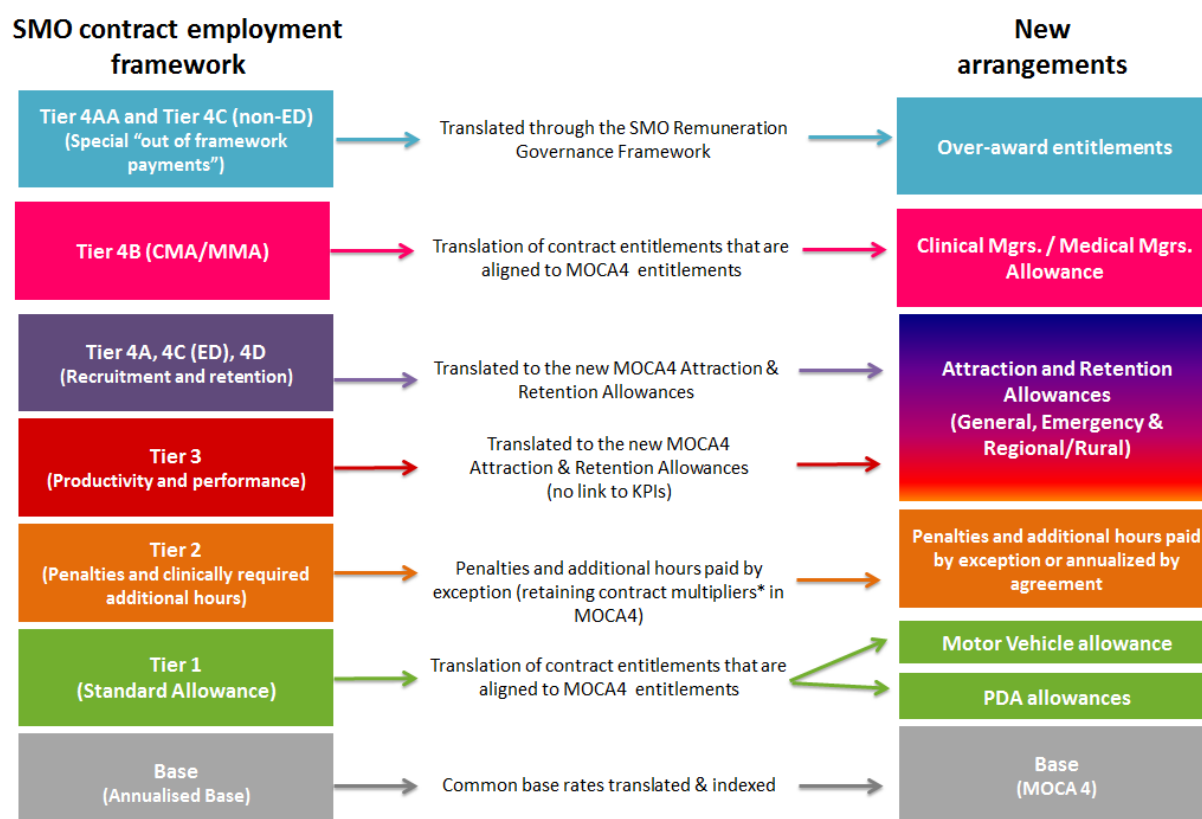 SMO contract employment
framework
New
arrangements
Tier 4AA and Tier 4C (non-ED)
(Special “out of framework
payments”)
Translated through the SMO Remuneration
Governance Framework
Over-award entitlements
Tier 4B (CMA/MMA)
Translation of contract entitlements that are
aligned to MOCA4 entitlements
Clinical Mgrs. / Medical Mgrs.
Allowance
Tier 4A, 4C (ED), 4D
(Recruitment and retention)
Translated to the new MOCA4 Attraction &
Retention Allowances
Attraction and Retention
Allowances
(General, Emergency &
Regional/Rural)
Tier 3
(Productivity and performance)
Translated to the new MOCA4
Attraction & Retention Allowances
(no link to KPIs)
Tier 2
(Penalties and clinically required
additional hours)
Penalties and additional hours paid by
exception (retaining contract multipliers* in
MOCA4)
Penalties and additional hours paid
by exception or annualized by
agreement
Tier 1
(Standard Allowance)
Translation of contract entitlements that are
aligned to MOCA4 entitlements
Motor Vehicle allowance
PDA allowances
Base
(Annualised Base)
Common base rates translated & indexed
Base
(MOCA 4)